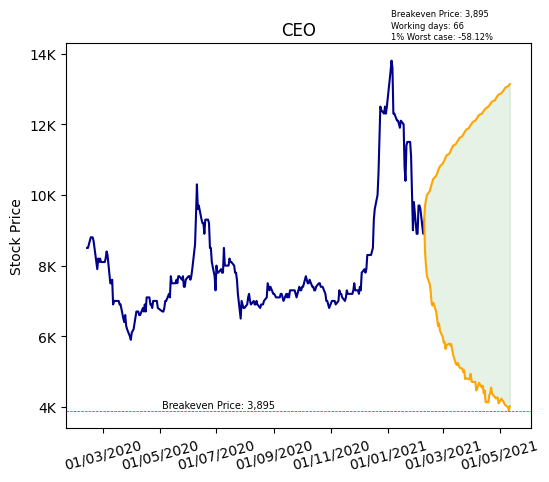 Breakeven Price: 3,895
Working days: 66
1% Worst case: -58.12%
CEO
Stock Price
14K
12K
10K
8K
6K
4K
Breakeven Price: 3,895
01/03/2020
01/05/2020
01/07/2020
01/09/2020
01/11/2020
01/01/2021
01/03/2021
01/05/2021